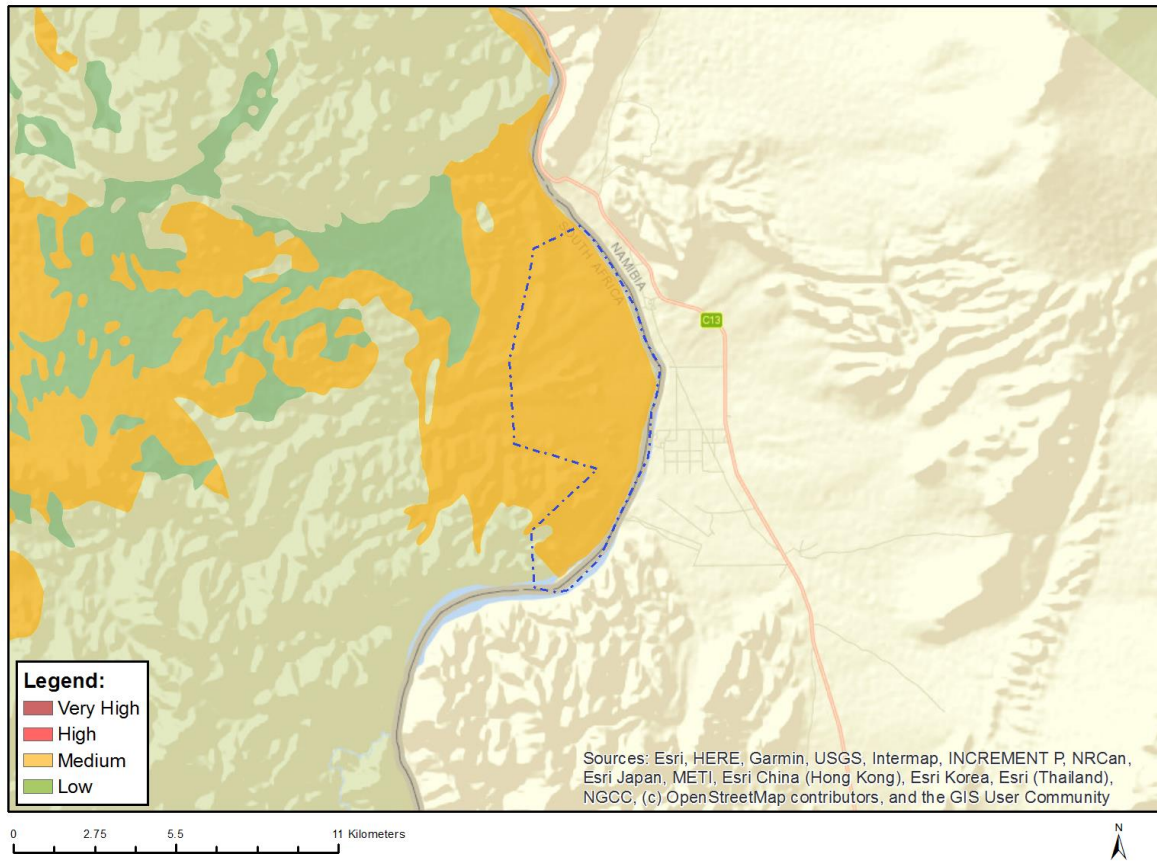 NAMIBIA
SOUTH AFRICA
C13
Legend:
Very High
High
Medium
Low
Sources: Esri, HERE, Garmin, USGS, Intermap, INCREMENT P, NRCan,
Esri Japan, METI, Esri China (Hong Kong), Esri Korea, Esri (Thailand),
NGCC, (c) OpenStreetMap contributors, and the GIS User Community
0 2.75 5.5 11 Kilometers
N